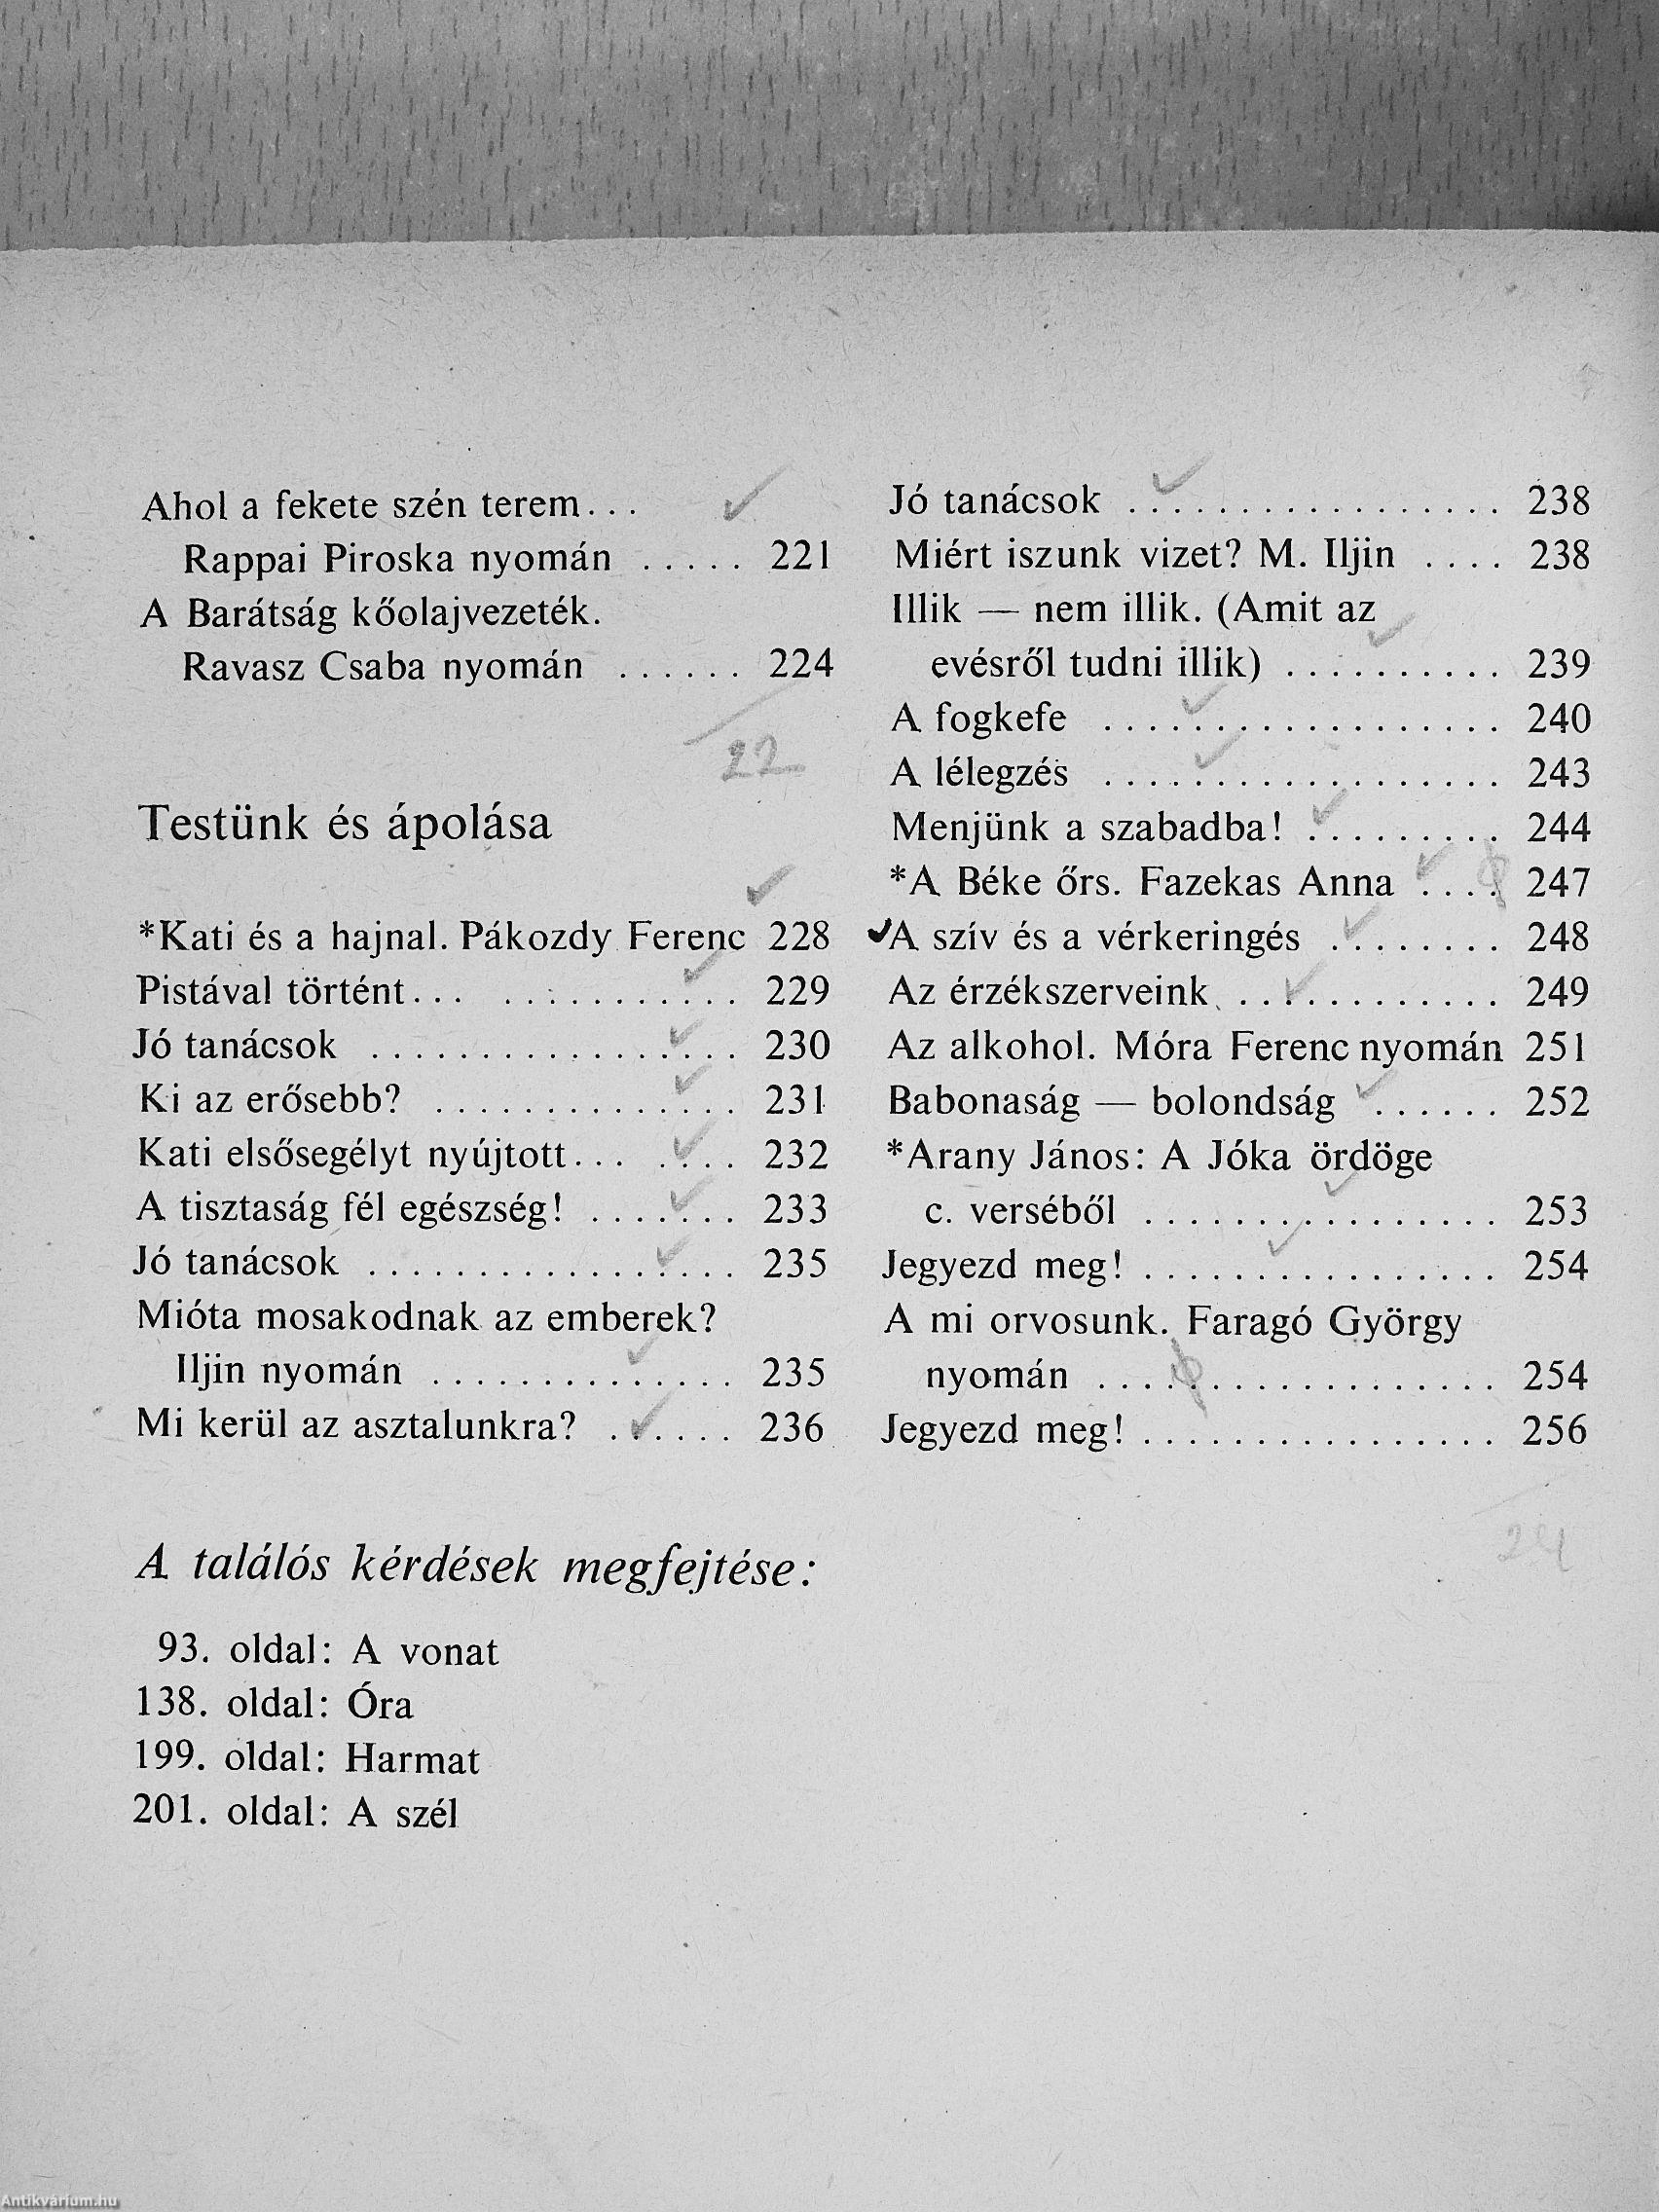 Ahol a fekete szén terem...
Rappai Piroska nyomán ..... 221
A Barátság kőolajvezeték.
Ravasz Csaba nyomán ...... 224
22
Testünk és ápolása
*Kati és a hajnal. Pákozdy Ferenc 228
Pistával történt... ........... 229
Jó tanácsok ................. 230
Ki az erősebb? .............. 231
Kati elsősegélyt nyújtott... .... 232
A tisztaság fél egészség! ....... 233
Jó tanácsok ................. 235
Mióta mosakodnak az emberek?
Iljin nyomán .............. 235
Mi kerül az asztalunkra? ...... 236
Jó tanácsok ................. 238
Miért iszunk vizet? M. Iljin .... 238
Illik — nem illik. (Amit az
evésről tudni illik) .......... 239
A fogkefe .................. 240
A lélegzés .................. 243
Menjünk a szabadba! ......... 244
*A Béke őrs. Fazekas Anna .... 247
A szív és a vérkeringés ........ 248
Az érzékszerveink ............ 249
Az alkohol. Móra Ferenc nyomán 251
Babonaság — bolondság ....... 252
*Arany János: A Jóka ördöge
c. verséből ................ 253
Jegyezd meg! ................ 254
A mi orvosunk. Faragó György
nyomán .................. 254
Jegyezd meg! ................ 256
24
A találós kérdések megfejtése:
93. oldal: A vonat
138. oldal: Óra
199. oldal: Harmat
201. oldal: A szél
Antikvárium.hu